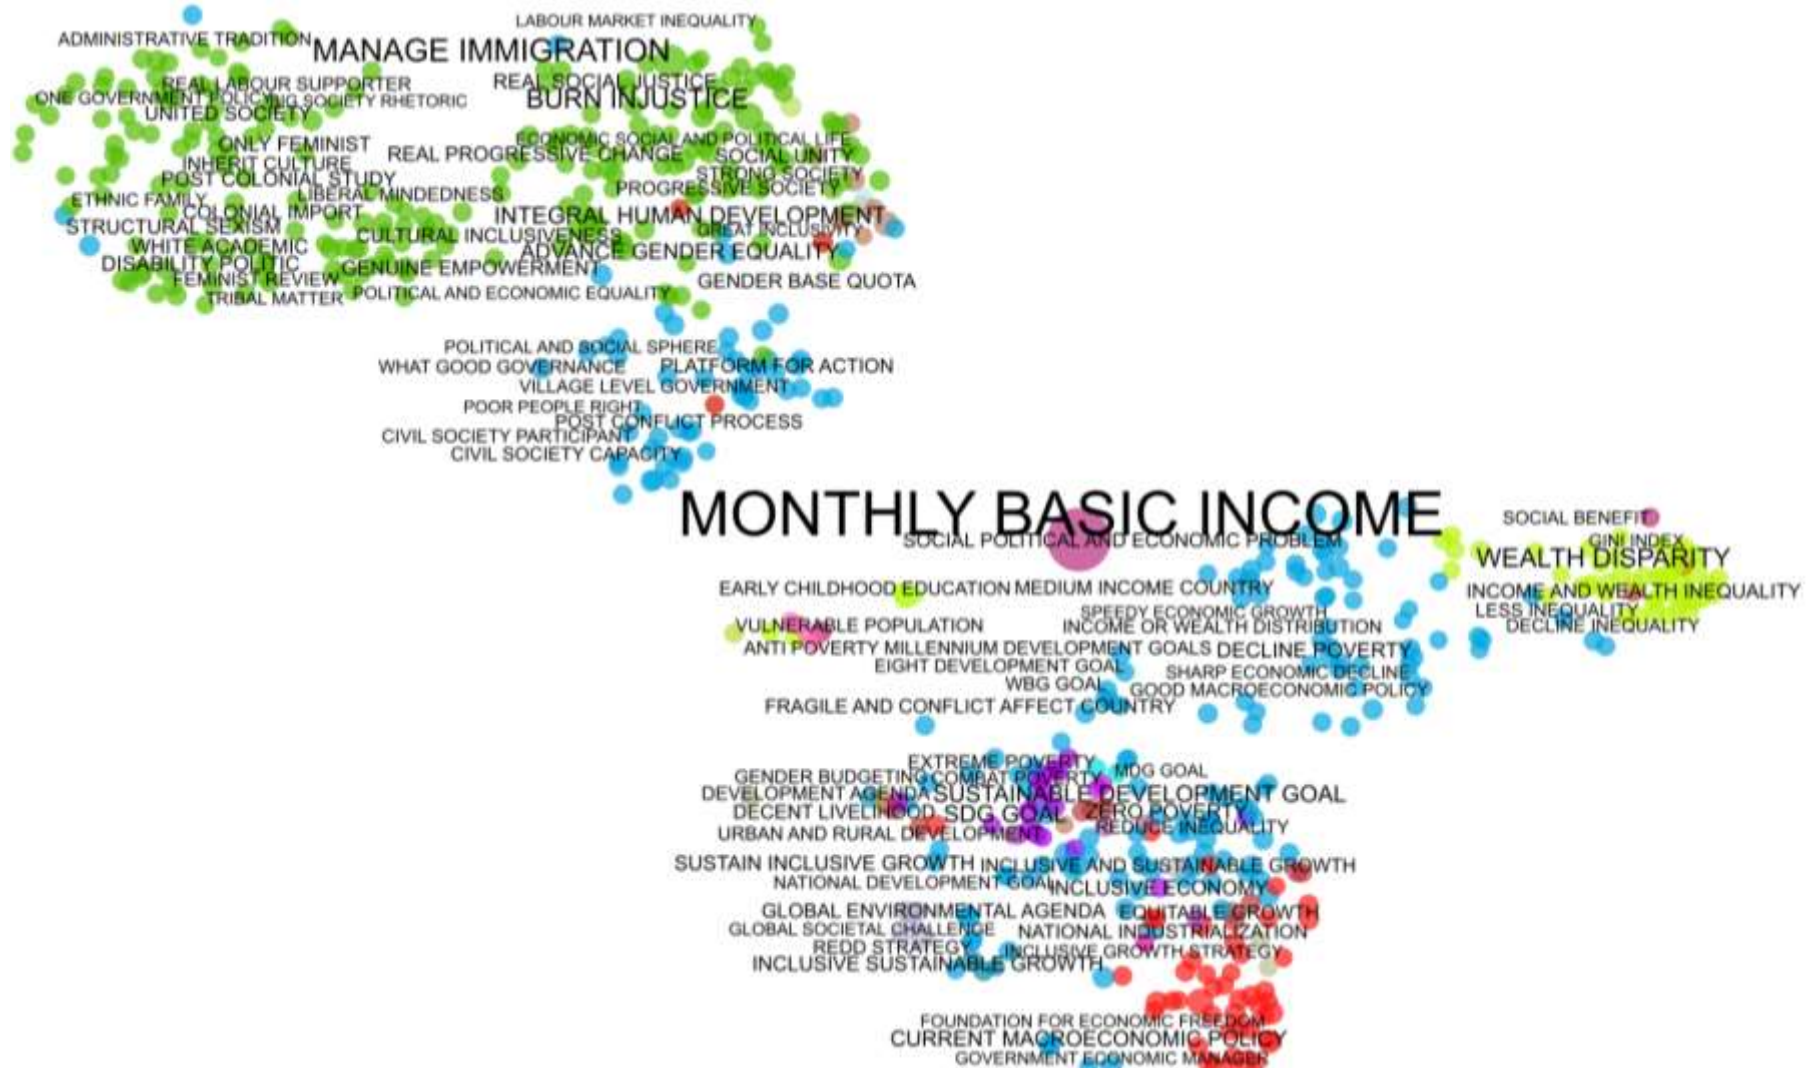 LABOUR MARKET INEQUALITY
ADMINISTRATIVE TRADITION
MANAGE IMMIGRATION
REAL LABOUR SUPPORTER
REAL SOCIAL JUSTICE
ONE GOVERNMENT POLICY
BIG SOCIETY RHETORIC
BURN INJUSTICE
UNITED SOCIETY
ONLY FEMINIST
ECONOMIC SOCIAL AND POLITICAL LIFE
INHERIT CULTURE
REAL PROGRESSIVE CHANGE
SOCIAL UNITY
POST COLONIAL STUDY
STRONG SOCIETY
LIBERAL MINDEDNESS
PROGRESSIVE SOCIETY
ETHNIC FAMILY
COLONIAL IMPORT
INTEGRAL HUMAN DEVELOPMENT
STRUCTURAL SEXISM
CULTURAL INCLUSIVENESS
GREAT INCLUSIVITY
WHITE ACADEMIC
ADVANCE GENDER EQUALITY
DISABILITY POLITIC
GENUINE EMPOWERMENT
FEMINIST REVIEW
GENDER BASE QUOTA
TRIBAL MATTER
POLITICAL AND ECONOMIC EQUALITY
POLITICAL AND SOCIAL SPHERE
WHAT GOOD GOVERNANCE
PLATFORM FOR ACTION
VILLAGE LEVEL GOVERNMENT
POOR PEOPLE RIGHT
POST CONFLICT PROCESS
CIVIL SOCIETY PARTICIPANT
CIVIL SOCIETY CAPACITY
MONTHLY BASIC INCOME
SOCIAL BENEFIT
SOCIAL POLITICAL AND ECONOMIC PROBLEM
GINI INDEX
WEALTH DISPARITY
EARLY CHILDHOOD EDUCATION
MEDIUM INCOME COUNTRY
INCOME AND WEALTH INEQUALITY
SPEEDY ECONOMIC GROWTH
LESS INEQUALITY
VULNERABLE POPULATION
INCOME OR WEALTH DISTRIBUTION
DECLINE INEQUALITY
ANTI POVERTY MILLENNIUM DEVELOPMENT GOALS
DECLINE POVERTY
EIGHT DEVELOPMENT GOAL
SHARP ECONOMIC DECLINE
WBG GOAL
GOOD MACROECONOMIC POLICY
FRAGILE AND CONFLICT AFFECT COUNTRY
EXTREME POVERTY
GENDER BUDGETING
COMBAT POVERTY
MDG GOAL
DEVELOPMENT AGENDA
SUSTAINABLE DEVELOPMENT GOAL
DECENT LIVELIHOOD
SDG GOAL
ZERO POVERTY
URBAN AND RURAL DEVELOPMENT
REDUCE INEQUALITY
SUSTAIN INCLUSIVE GROWTH
INCLUSIVE AND SUSTAINABLE GROWTH
NATIONAL DEVELOPMENT GOAL
INCLUSIVE ECONOMY
GLOBAL ENVIRONMENTAL AGENDA
EQUITABLE GROWTH
GLOBAL SOCIETAL CHALLENGE
NATIONAL INDUSTRIALIZATION
REDD STRATEGY
INCLUSIVE GROWTH STRATEGY
INCLUSIVE SUSTAINABLE GROWTH
FOUNDATION FOR ECONOMIC FREEDOM
CURRENT MACROECONOMIC POLICY
GOVERNMENT ECONOMIC MANAGER